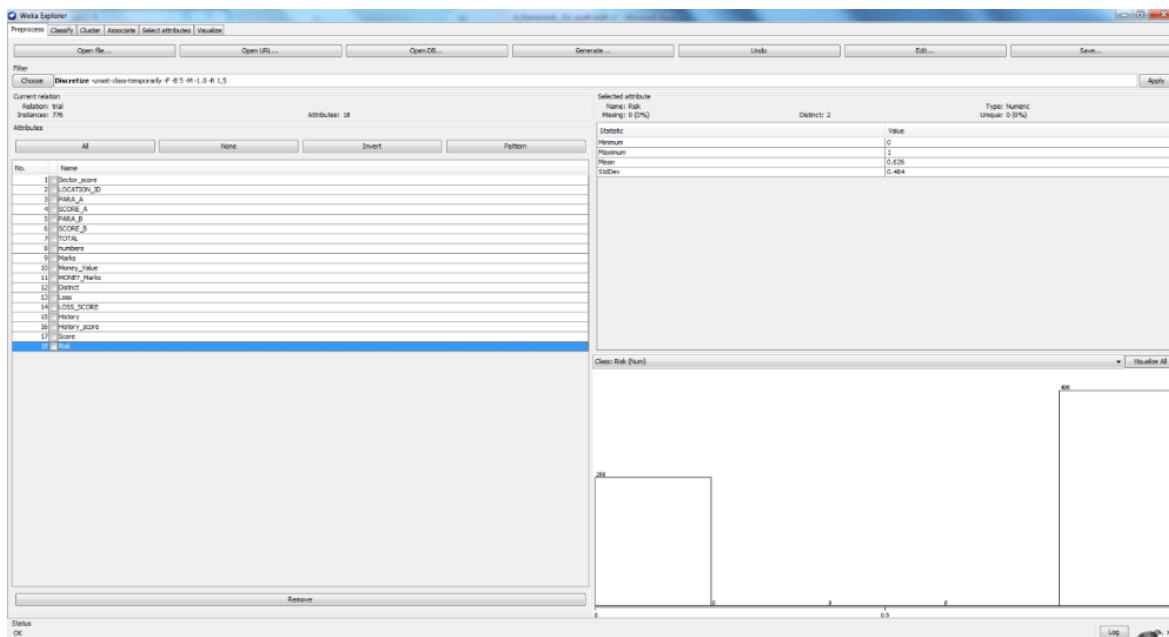 Weka Explorer
Preprocess Classify Cluster Associate Select attributes Visualize
Open file... Open URL... Open DB... Generate... Undo Edit... Save...
Filter
Choose Discretize -unset-class-temporarily -F -B 5 -M -1.0 -R 1,5 Apply
Current relation
Relation: trial
Instances: 776 Attributes: 18
Attributes
All None Invert Pattern
No. Name
1 Sector_score
2 LOCATION_ID
3 PARA_A
4 SCORE_A
5 PARA_B
6 SCORE_B
7 TOTAL
8 numbers
9 Marks
10 Money_Value
11 MONEY_Marks
12 District
13 Loss
14 LOSS_SCORE
15 History
16 History_score
17 Score
18 Risk
Remove
Status
OK
Selected attribute
Name: Risk Type: Numeric
Missing: 0 (0%) Distinct: 2 Unique: 0 (0%)
Statistic Value
Minimum 0
Maximum 1
Mean 0.626
StdDev 0.484
Class: Risk (Num) Visualize All
0 0 0
0 0.5
Log